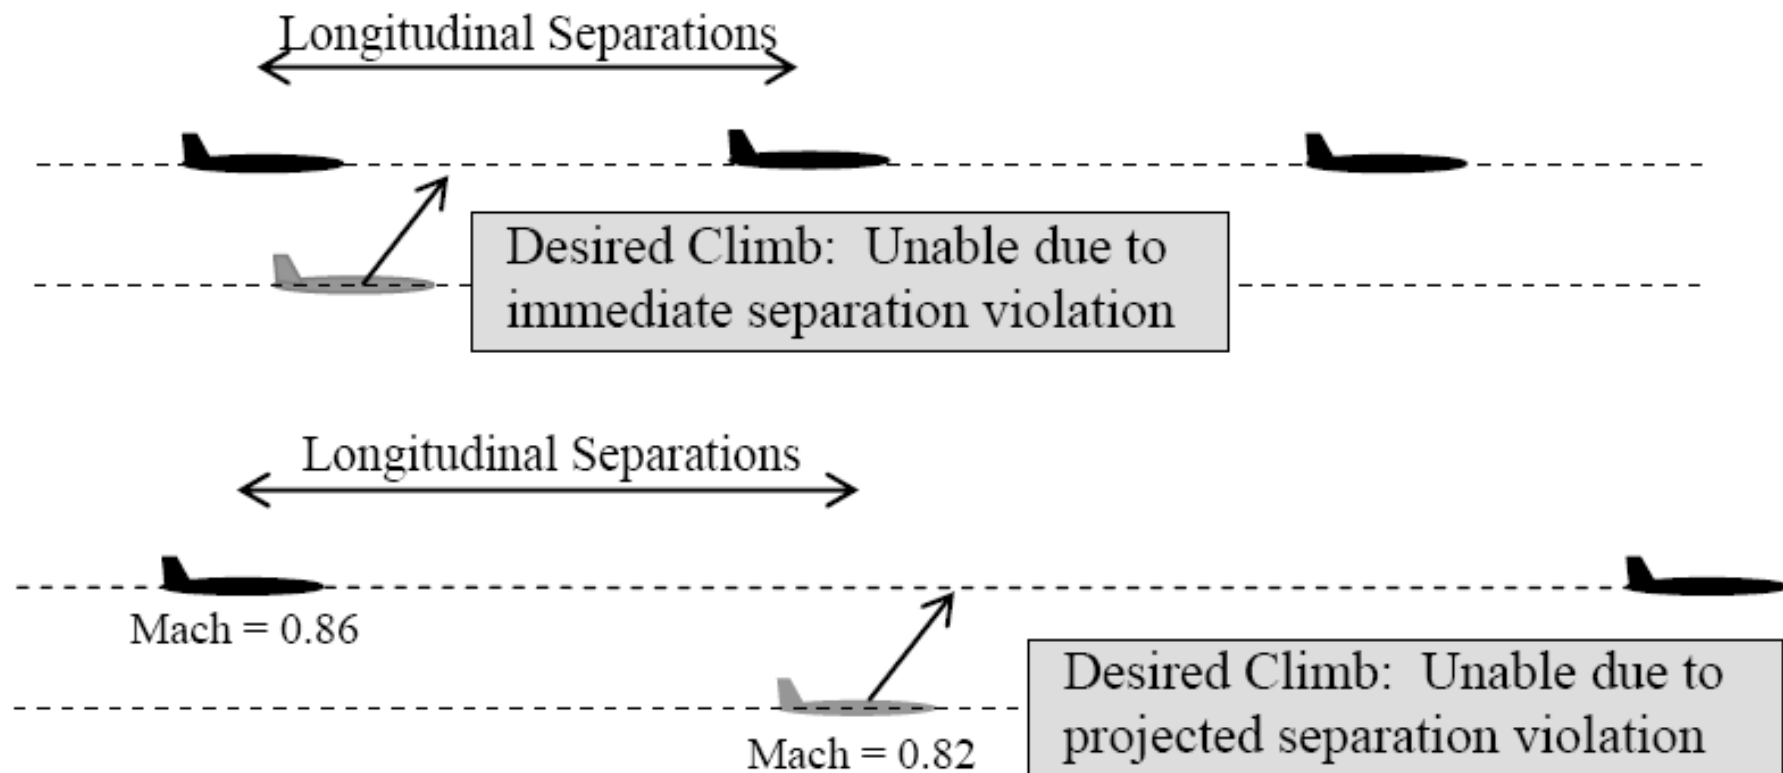 Longitudinal Separations
Desired Climb:  Unable due to
immediate separation violation
Longitudinal Separations
Mach = 0.86
Desired Climb:  Unable due to
projected separation violation
Mach = 0.82